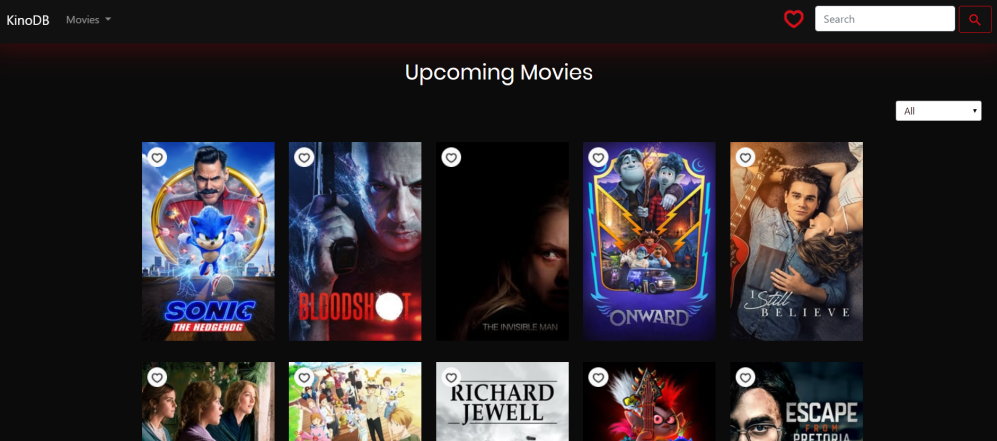 KinoDB Movies Search
Upcoming Movies
All
SONIC
THE HEDGEHOG
BLOODSHOT
THE INVISIBLE MAN
ONWARD
I Still
BELIEVE
RICHARD
JEWELL
ESCAPE
FROM
PRETORIA